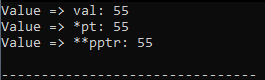 Value => val: 55
Value => *pt: 55
Value => **pptr: 55
--------------------------------